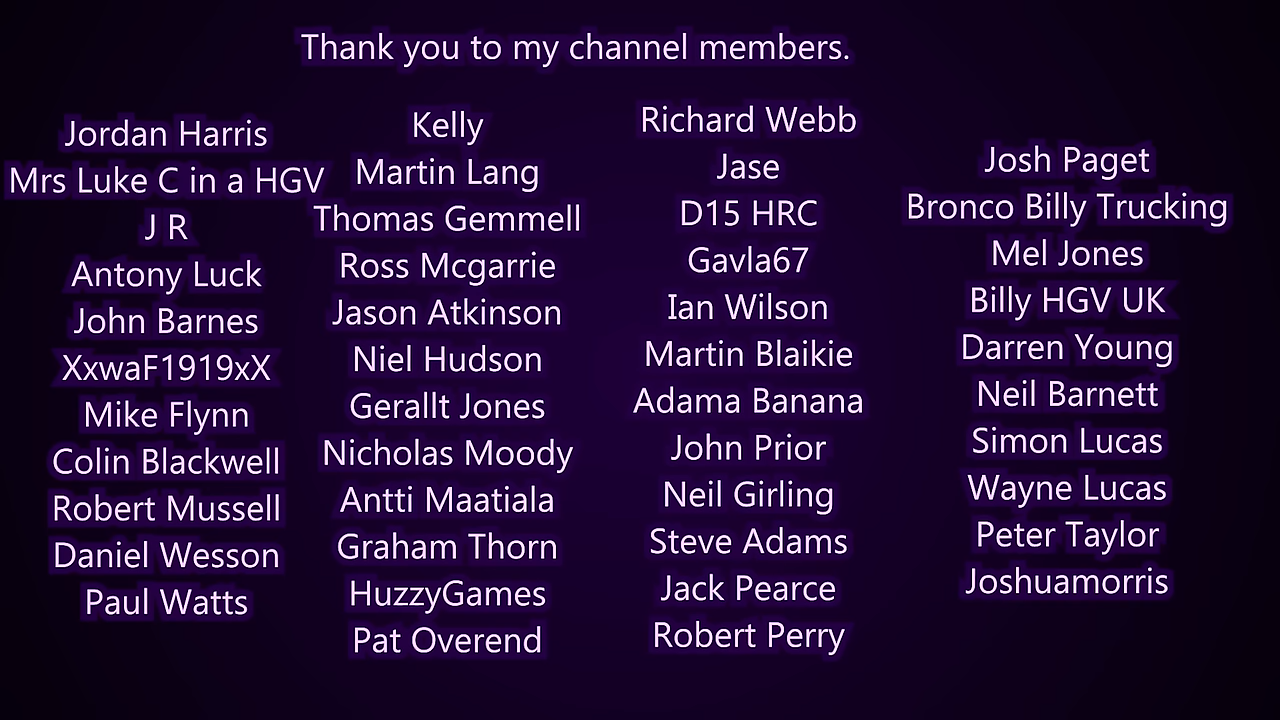 Thank you to my channel members.
Jordan Harris
Mrs Luke C in a HGV
J R
Antony Luck
John Barnes
XxwaF1919xX
Mike Flynn
Colin Blackwell
Robert Mussell
Daniel Wesson
Paul Watts
Kelly
Martin Lang
Thomas Gemmell
Ross Mcgarrie
Jason Atkinson
Niel Hudson
Gerallt Jones
Nicholas Moody
Antti Maatiala
Graham Thorn
HuzzyGames
Pat Overend
Richard Webb
Jase
D15 HRC
Gavla67
Ian Wilson
Martin Blaikie
Adama Banana
John Prior
Neil Girling
Steve Adams
Jack Pearce
Robert Perry
Josh Paget
Bronco Billy Trucking
Mel Jones
Billy HGV UK
Darren Young
Neil Barnett
Simon Lucas
Wayne Lucas
Peter Taylor
Joshuamorris